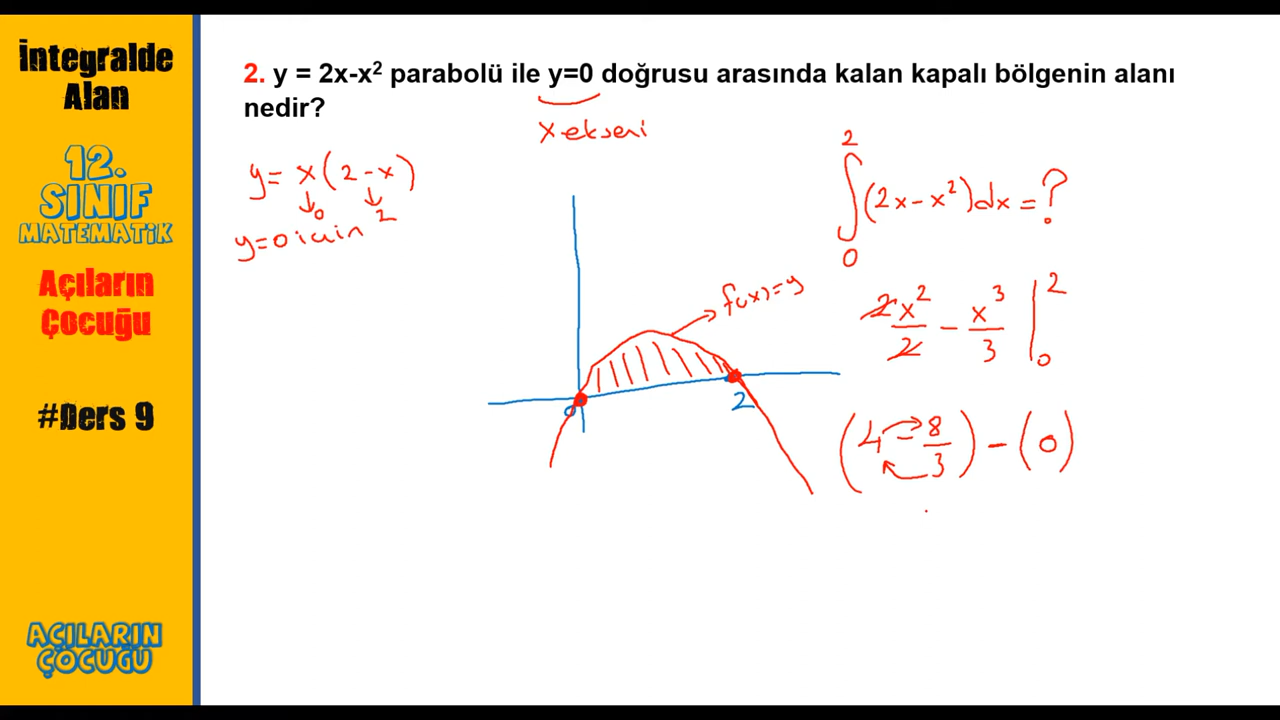 İntegralde
Alan
12.
SINIF
MATEMATİK
Açıların
Çocuğu
#Ders 9
AÇILARIN
ÇOCUĞU
2. y = 2x-x² parabolü ile y=0 doğrusu arasında kalan kapalı bölgenin alanı
nedir?
x ekseni
y = x(2-x)
0 2
y=0 için
f(x)=y
0 2
∫₀² (2x-x²)dx = ?
2x²/2 - x³/3 |₀²
(4 - 8/3) - (0)